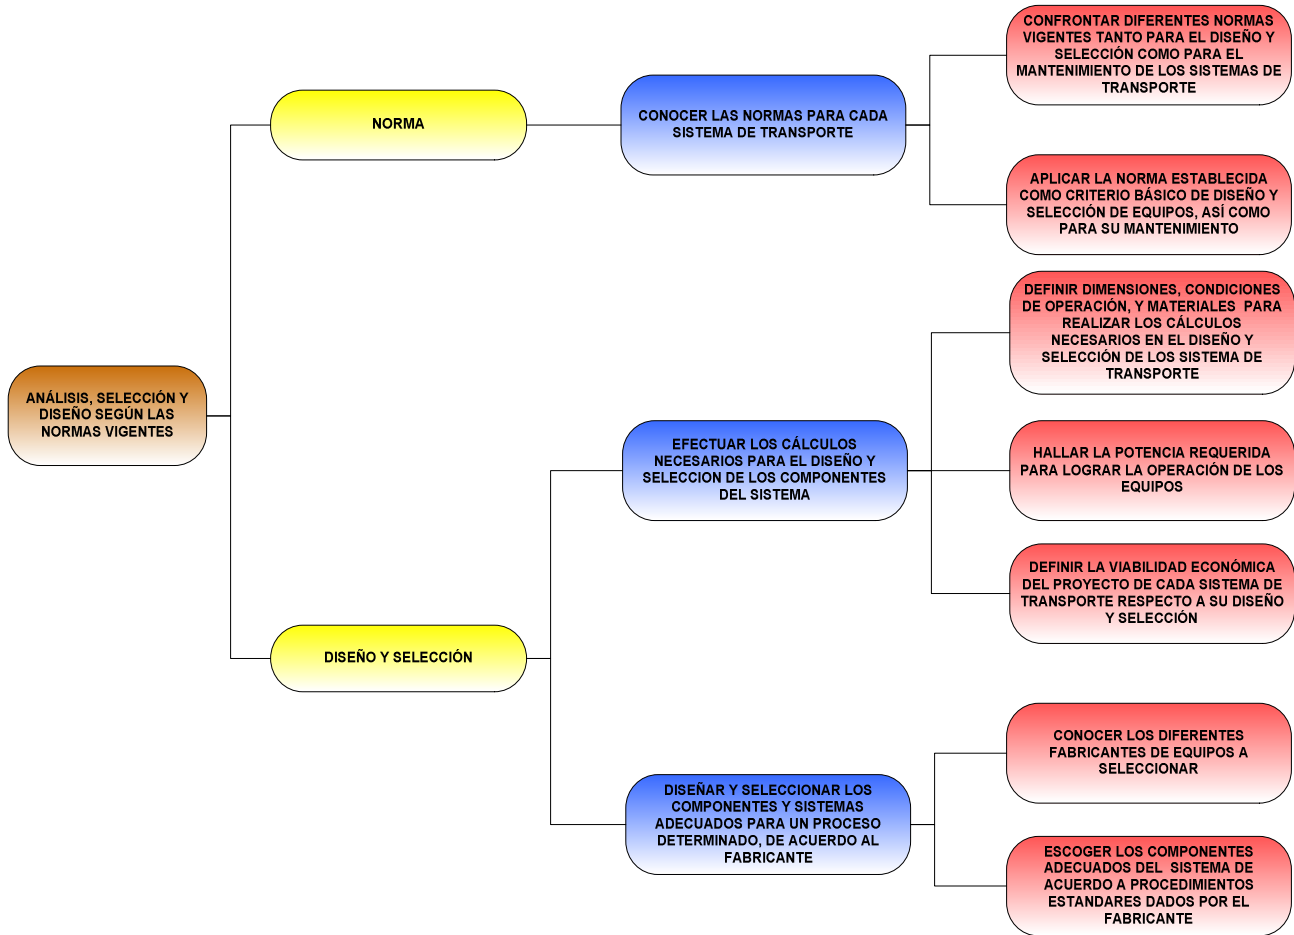 ANÁLISIS, SELECCIÓN Y
DISEÑO SEGÚN LAS
NORMAS VIGENTES
NORMA
CONOCER LAS NORMAS PARA CADA
SISTEMA DE TRANSPORTE
CONFRONTAR DIFERENTES NORMAS
VIGENTES TANTO PARA EL DISEÑO Y
SELECCIÓN COMO PARA EL
MANTENIMIENTO DE LOS SISTEMAS DE
TRANSPORTE
APLICAR LA NORMA ESTABLECIDA
COMO CRITERIO BÁSICO DE DISEÑO Y
SELECCIÓN DE EQUIPOS, ASÍ COMO
PARA SU MANTENIMIENTO
DISEÑO Y SELECCIÓN
EFECTUAR LOS CÁLCULOS
NECESARIOS PARA EL DISEÑO Y
SELECCION DE LOS COMPONENTES
DEL SISTEMA
DEFINIR DIMENSIONES, CONDICIONES
DE OPERACIÓN, Y MATERIALES PARA
REALIZAR LOS CÁLCULOS
NECESARIOS EN EL DISEÑO Y
SELECCIÓN DE LOS SISTEMA DE
TRANSPORTE
HALLAR LA POTENCIA REQUERIDA
PARA LOGRAR LA OPERACIÓN DE LOS
EQUIPOS
DEFINIR LA VIABILIDAD ECONÓMICA
DEL PROYECTO DE CADA SISTEMA DE
TRANSPORTE RESPECTO A SU DISEÑO
Y SELECCIÓN
DISEÑAR Y SELECCIONAR LOS
COMPONENTES Y SISTEMAS
ADECUADOS PARA UN PROCESO
DETERMINADO, DE ACUERDO AL
FABRICANTE
CONOCER LOS DIFERENTES
FABRICANTES DE EQUIPOS A
SELECCIONAR
ESCOGER LOS COMPONENTES
ADECUADOS DEL SISTEMA DE
ACUERDO A PROCEDIMIENTOS
ESTANDARES DADOS POR EL
FABRICANTE